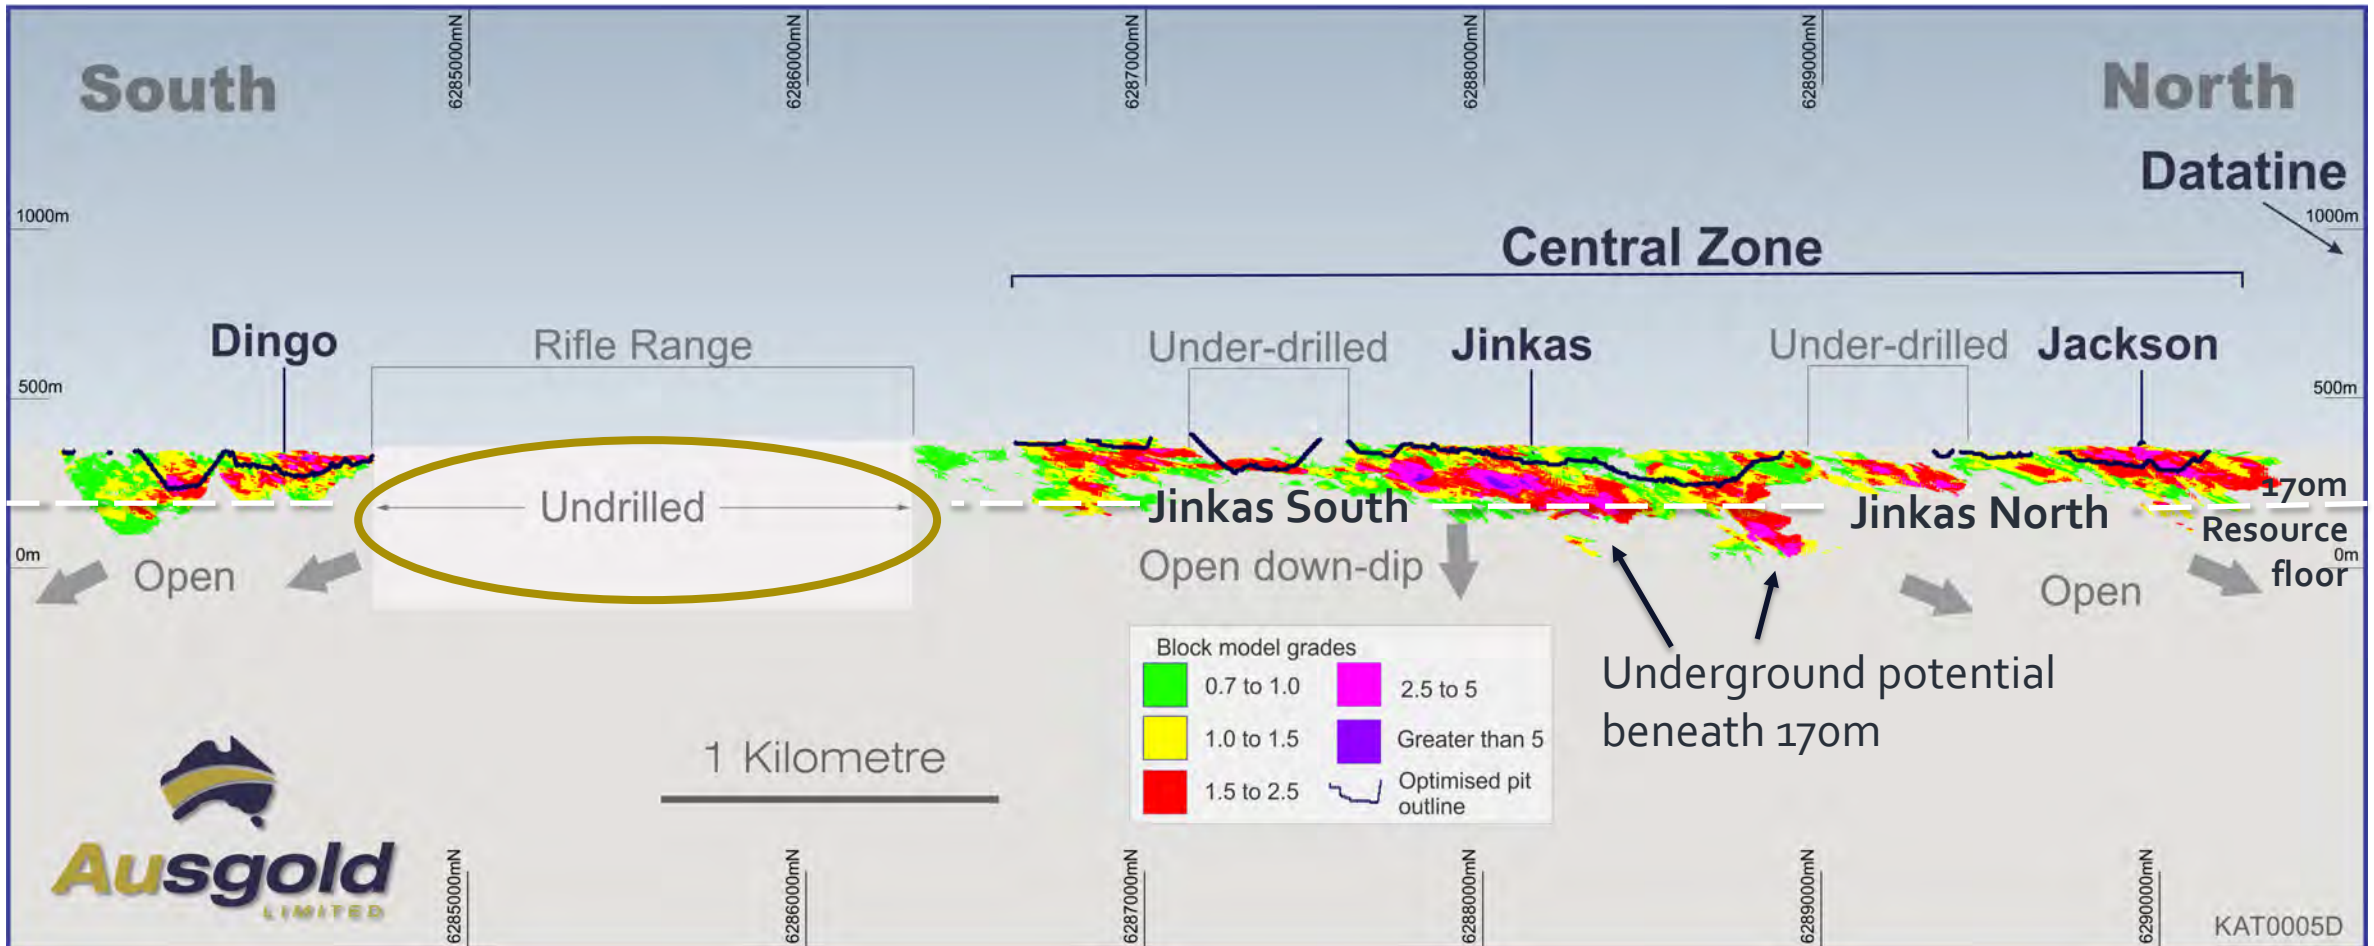 6285000mN
6286000mN
6287000mN
6288000mN
6289000mN
South
North
Datatine
1000m
1000m
Central Zone
Dingo
Rifle Range
Under-drilled
Jinkas
Under-drilled
Jackson
500m
500m
Undrilled
Jinkas South
Jinkas North
170m
Resource
floor
0m
0m
Open
Open down-dip
Open
Block model grades
0.7 to 1.0
2.5 to 5
1.0 to 1.5
Greater than 5
1.5 to 2.5
Optimised pit
outline
Underground potential
beneath 170m
1 Kilometre
Ausgold
LIMITED
6285000mN
6286000mN
6287000mN
6288000mN
6289000mN
6290000mN
KAT0005D